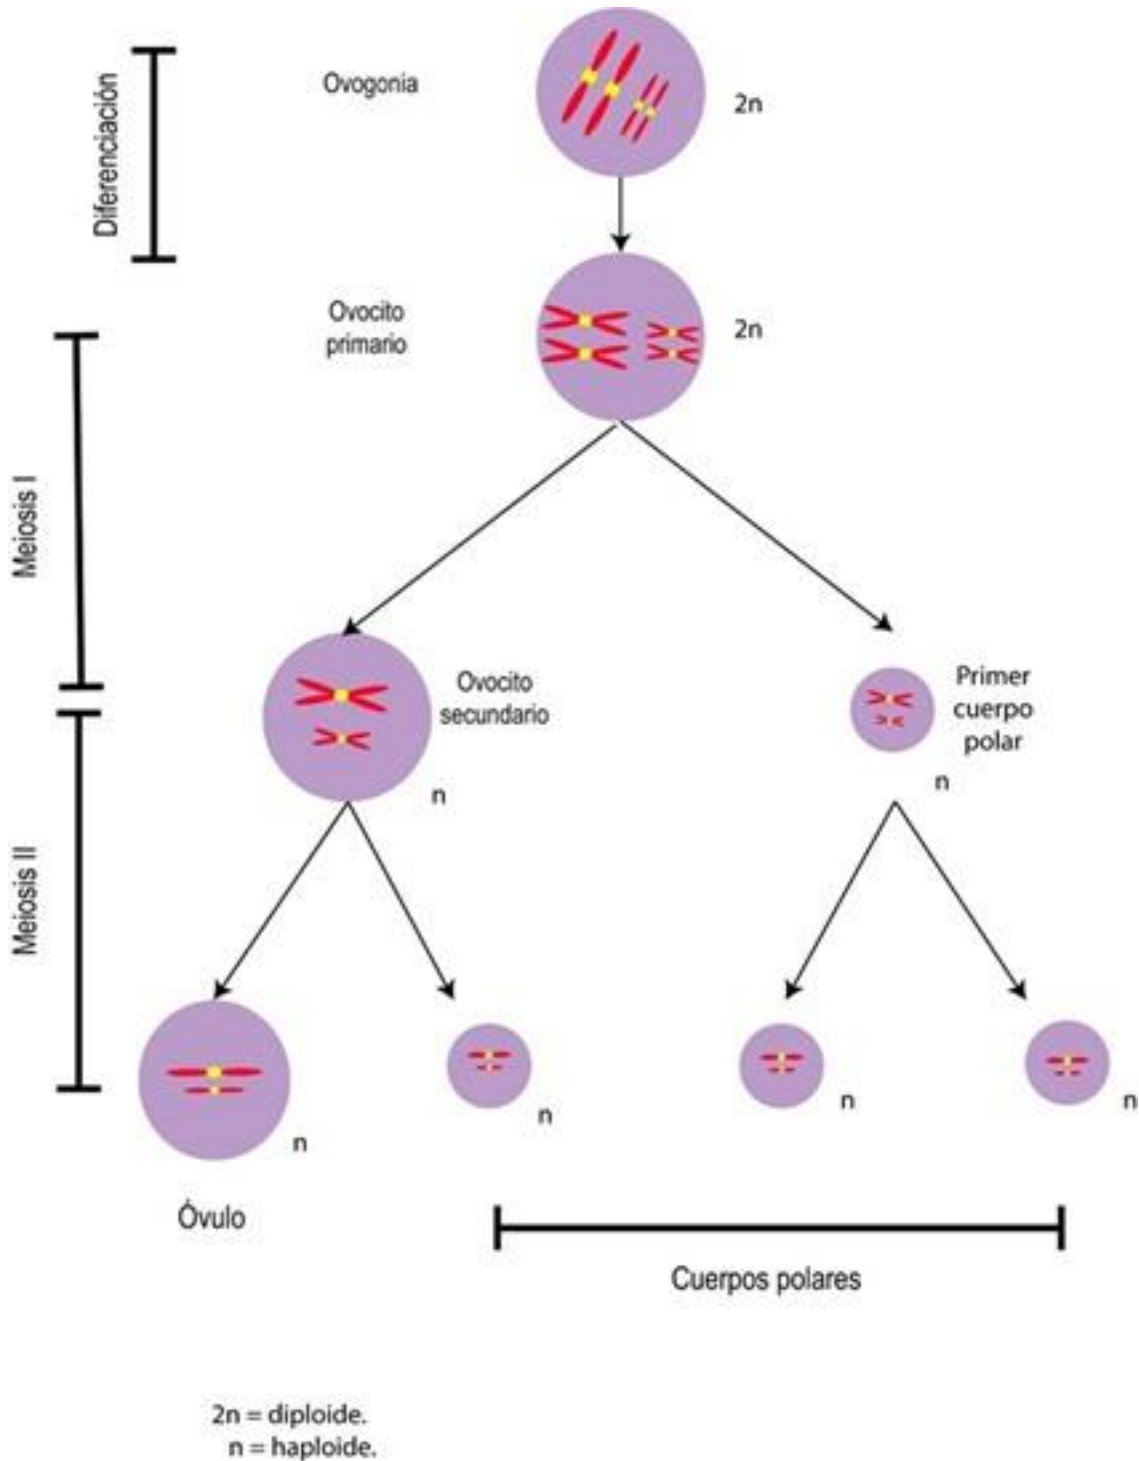 Diferenciación
Ovogonia
2n
Ovocito
primario
2n
Meiosis I
Ovocito
secundario
n
Primer
cuerpo
polar
n
Meiosis II
n
n
n
n
Óvulo
Cuerpos polares
2n = diploide.
n = haploide.